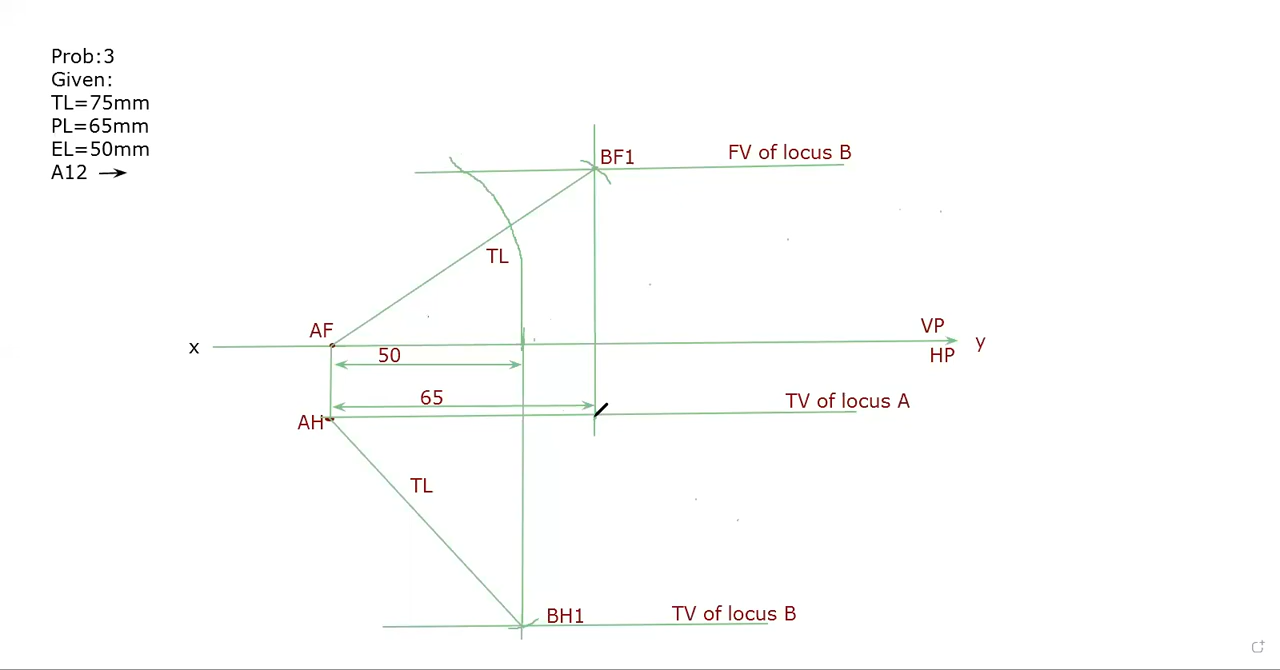 Prob:3
Given:
TL=75mm
PL=65mm
EL=50mm
A12 →
BF1
FV of locus B
TL
AF
VP
x
y
50
HP
65
TV of locus A
AH
TL
BH1
TV of locus B